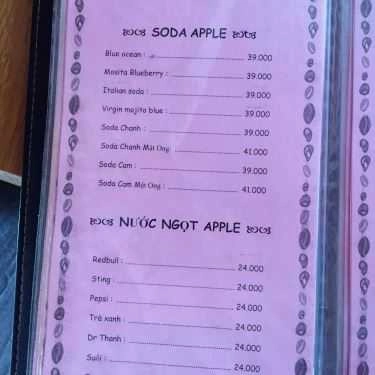 SODA APPLE
Blue ocean : 39.000
Mosita Blueberry : 39.000
Italian soda : 39.000
Virgin mojito blue : 39.000
Soda Chanh : 39.000
Soda Chanh Mật Ong: 41.000
Soda Cam : 39.000
Soda Cam Mật Ong : 41.000
NƯỚC NGỌT APPLE
Redbull : 24.000
Sting : 24.000
Pepsi : 24.000
Trà xanh : 24.000
Dr Thanh : 24.000
Suối : 24.000